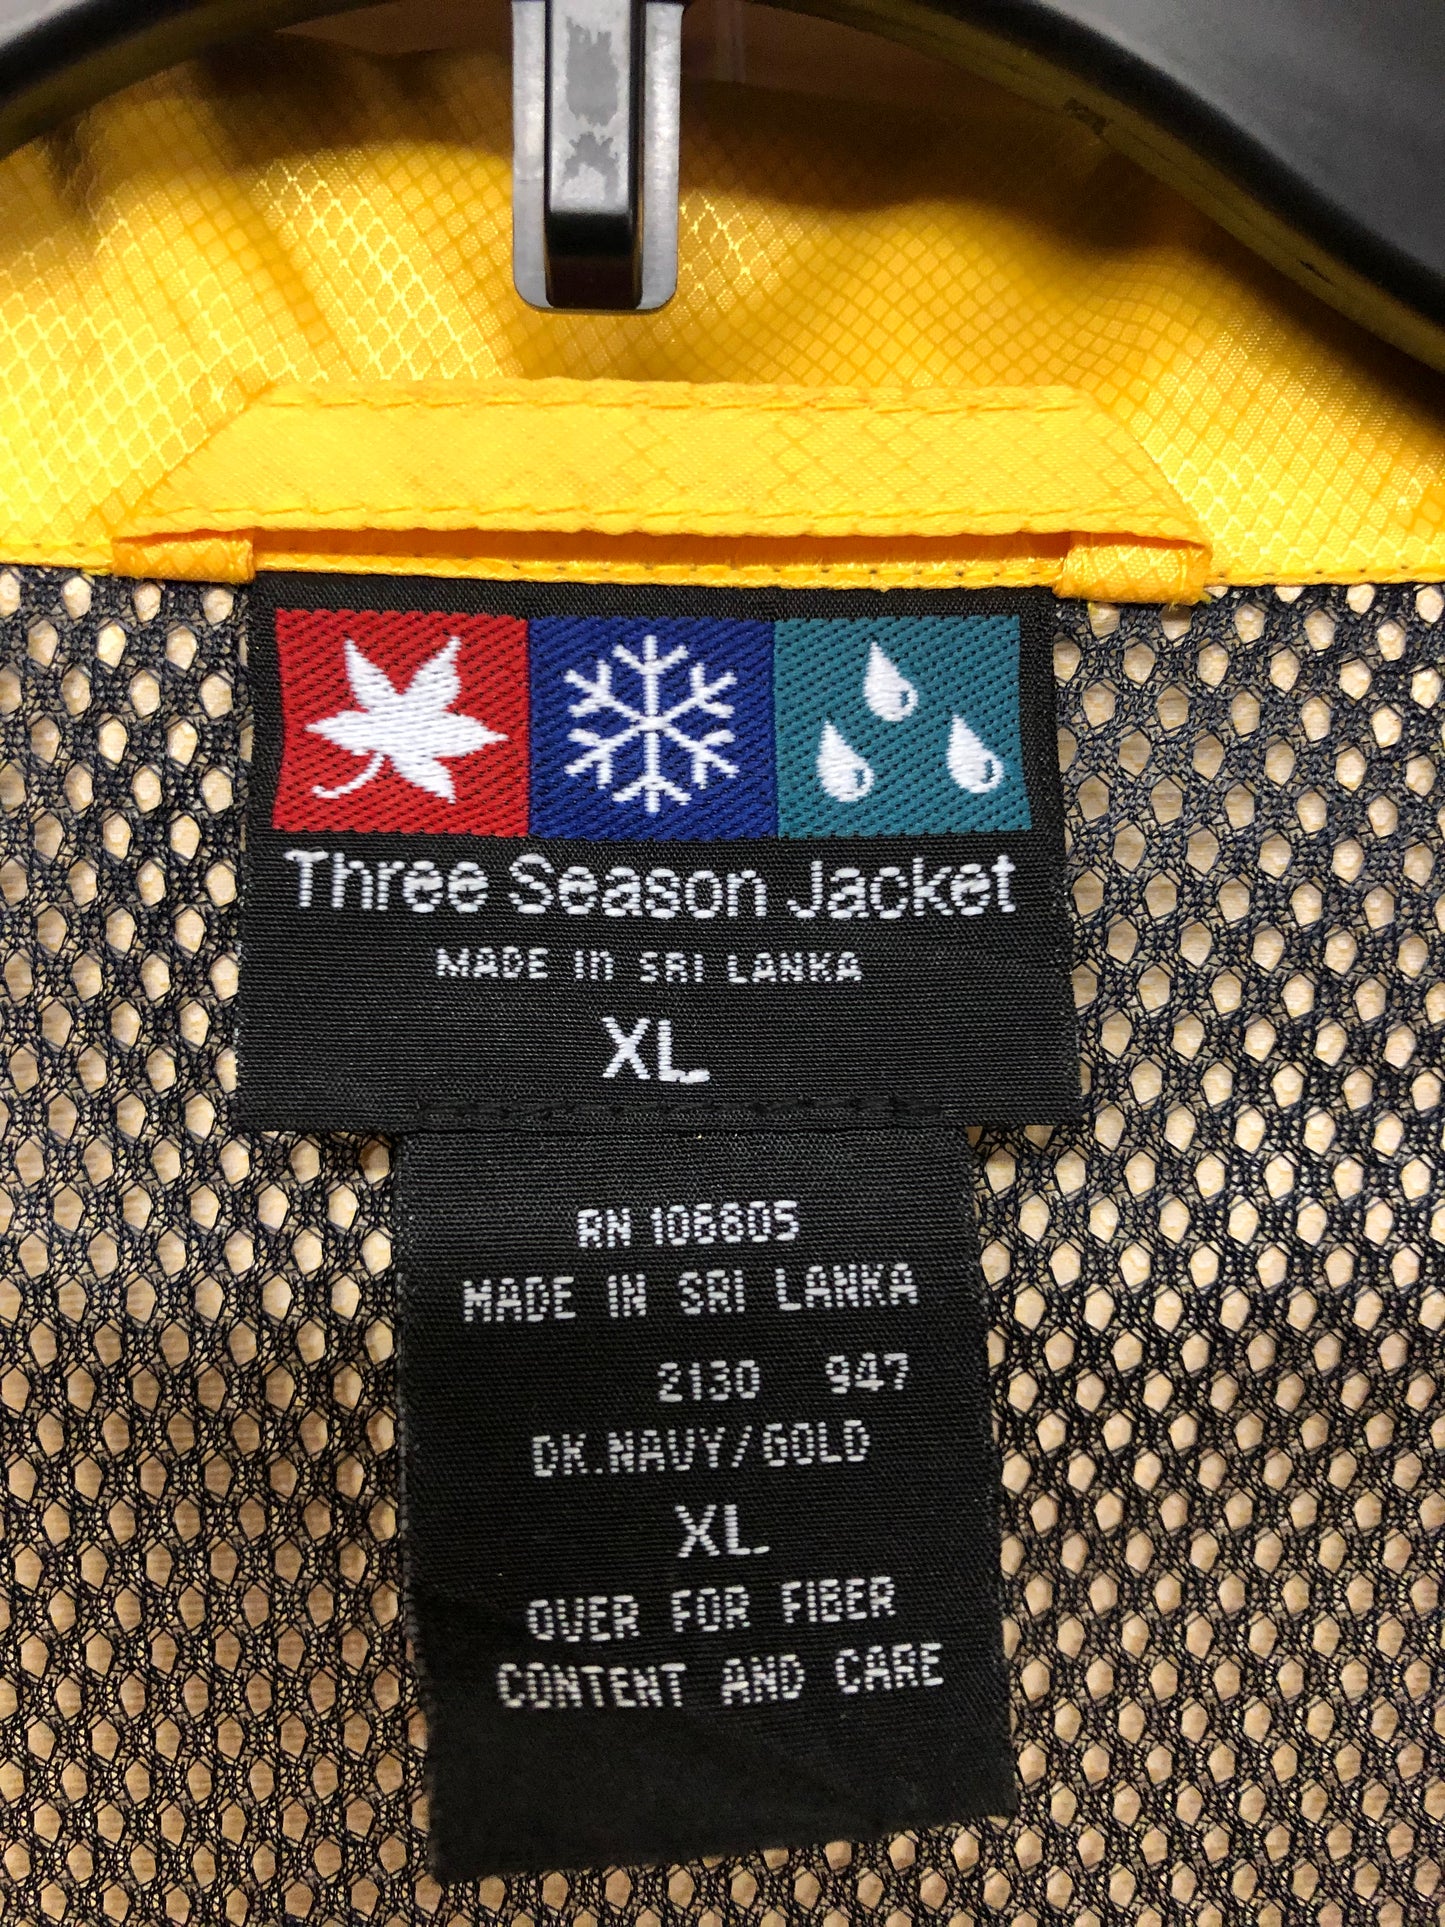 Three Season Jacket
MADE IN SRI LANKA
XL
RN 106805
MADE IN SRI LANKA
2130 947
DK.NAVY/GOLD
XL
OVER FOR FIBER
CONTENT AND CARE